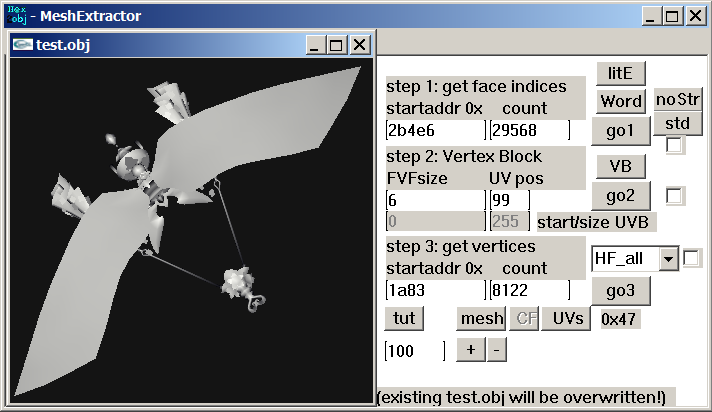 Hex
obj - MeshExtractor
test.obj
litE
step 1: get face indices
startaddr 0x count
Word
noStr
2b4e6 29568
go1
std
step 2: Vertex Block
FVFsize UV pos
VB
6 99
go2
0 255 start/size UVB
step 3: get vertices
startaddr 0x count
HF_all
1a83 8122
go3
tut mesh CF UVs 0x47
100 + -
(existing test.obj will be overwritten!)